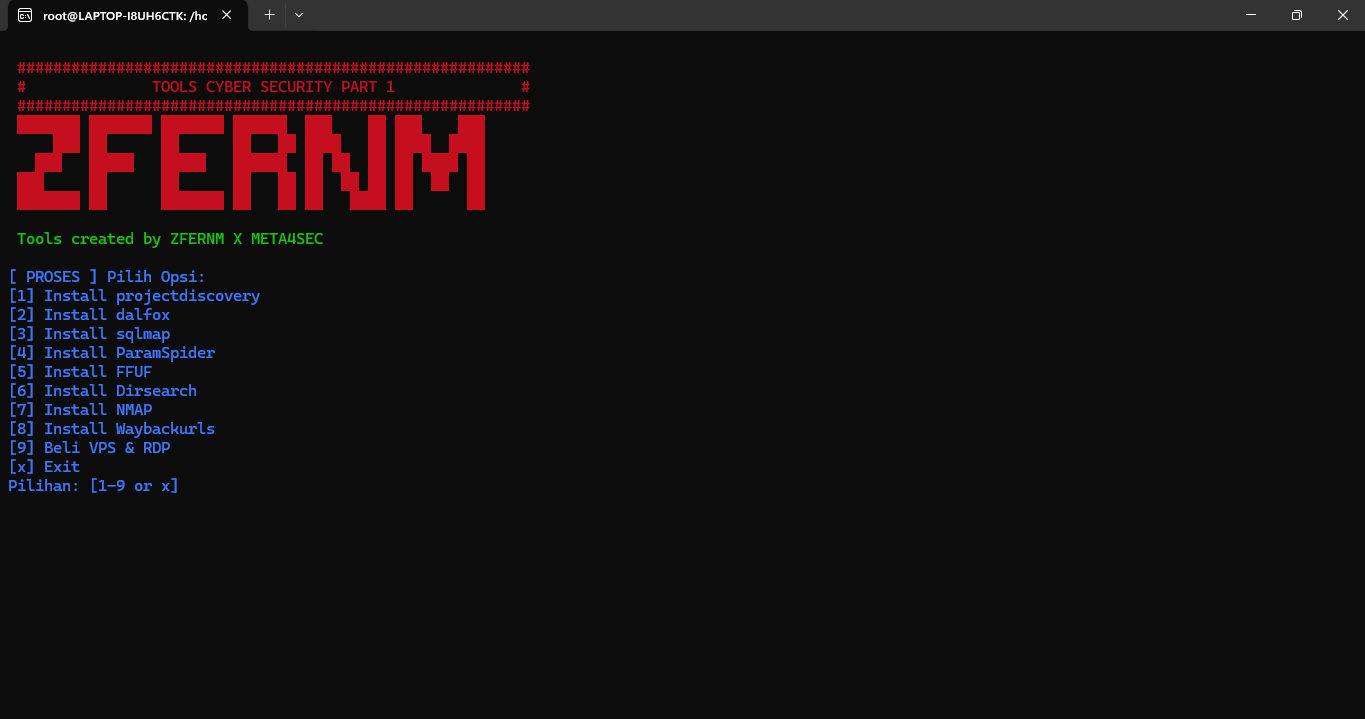 root@LAPTOP-I8UH6CTK: /hc
#########################################################
# TOOLS CYBER SECURITY PART 1 #
#########################################################
ZFERNM
Tools created by ZFERNM X META4SEC
[ PROSES ] Pilih Opsi:
[1] Install projectdiscovery
[2] Install dalfox
[3] Install sqlmap
[4] Install ParamSpider
[5] Install FFUF
[6] Install Dirsearch
[7] Install NMAP
[8] Install Waybackurls
[9] Beli VPS & RDP
[x] Exit
Pilihan: [1-9 or x]